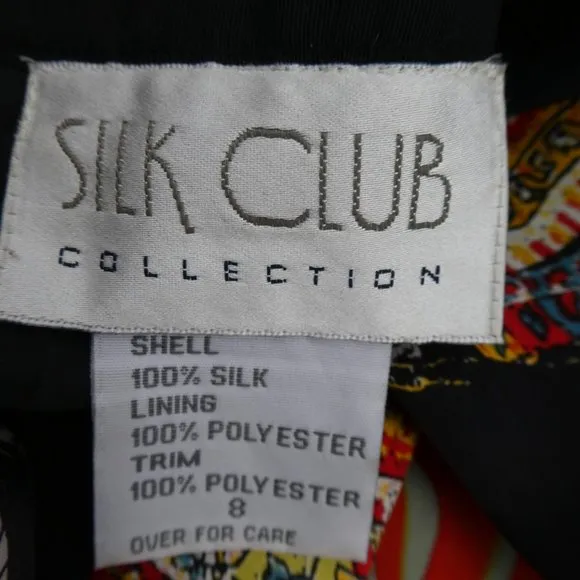 SILK CLUB
COLLECTION
SHELL
100% SILK
LINING
100% POLYESTER
TRIM
100% POLYESTER
8
OVER FOR CARE